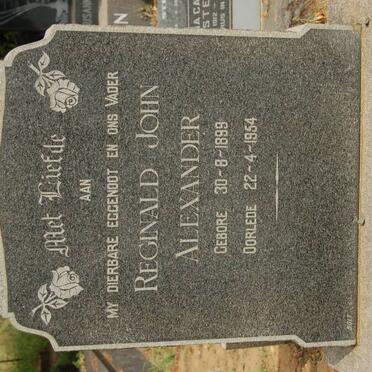 Met Liefde
AAN
MY DIERBARE EGGENOOT EN ONS VADER
REGINALD JOHN
ALEXANDER
GEBORE 30-8-1899
OORLEDE 22-4-1954